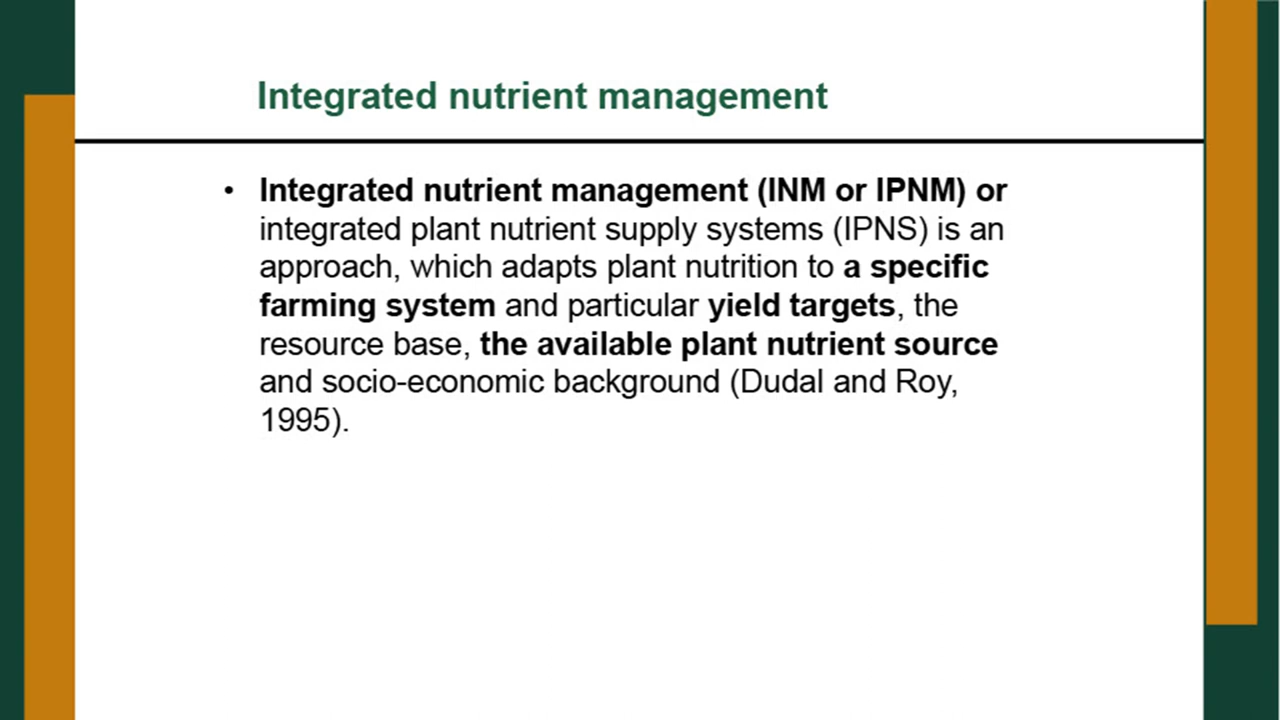 Integrated nutrient management
• Integrated nutrient management (INM or IPNM) or
integrated plant nutrient supply systems (IPNS) is an
approach, which adapts plant nutrition to a specific
farming system and particular yield targets, the
resource base, the available plant nutrient source
and socio-economic background (Dudal and Roy,
1995).